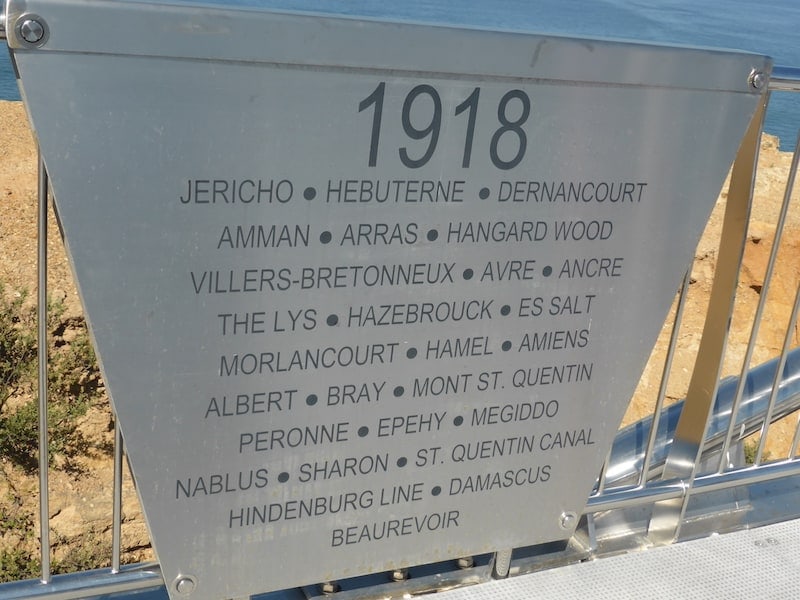 1918
JERICHO ● HEBUTERNE ● DERNANCOURT
AMMAN ● ARRAS ● HANGARD WOOD
VILLERS-BRETONNEUX ● AVRE ● ANCRE
THE LYS ● HAZEBROUCK ● ES SALT
MORLANCOURT ● HAMEL ● AMIENS
ALBERT ● BRAY ● MONT ST. QUENTIN
PERONNE ● EPEHY ● MEGIDDO
NABLUS ● SHARON ● ST. QUENTIN CANAL
HINDENBURG LINE ● DAMASCUS
BEAUREVOIR